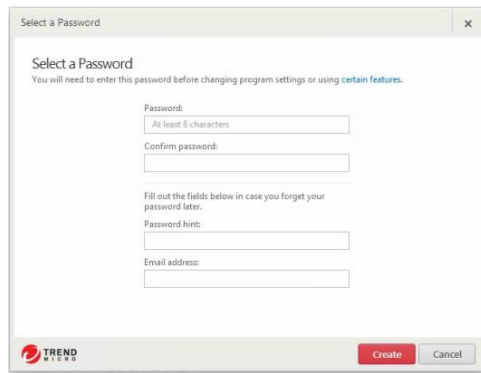 Select a Password
Select a Password
You will need to enter this password before changing program settings or using certain features.
Password:
At least 8 characters
Confirm password:
Fill out the fields below in case you forget your
password later.
Password hint:
Email address:
TREND
MICRO
Create
Cancel